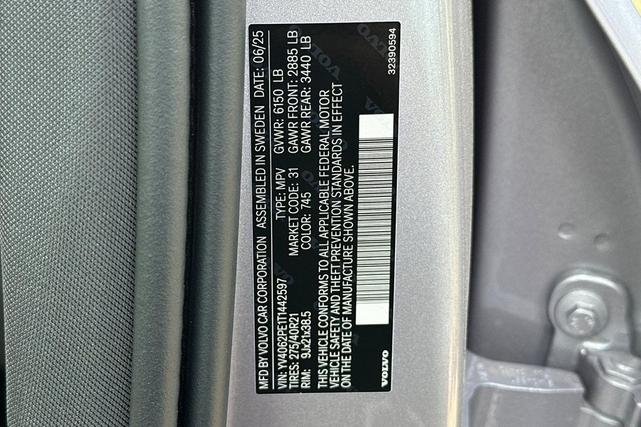 MFD BY VOLVO CAR CORPORATION ASSEMBLED IN SWEDEN DATE: 06/25
VIN: YV4062PE1T1442597 TYPE: MPV GVWR: 6150 LB
TIRES: 275/40R21 MARKET CODE: 31 GAWR FRONT: 2885 LB
RIM: 9Jx21x38.5 COLOR: 745 GAWR REAR: 3440 LB
THIS VEHICLE CONFORMS TO ALL APPLICABLE FEDERAL MOTOR
VEHICLE SAFETY AND THEFT PREVENTION STANDARDS IN EFFECT
ON THE DATE OF MANUFACTURE SHOWN ABOVE.
VOLVO 32390594